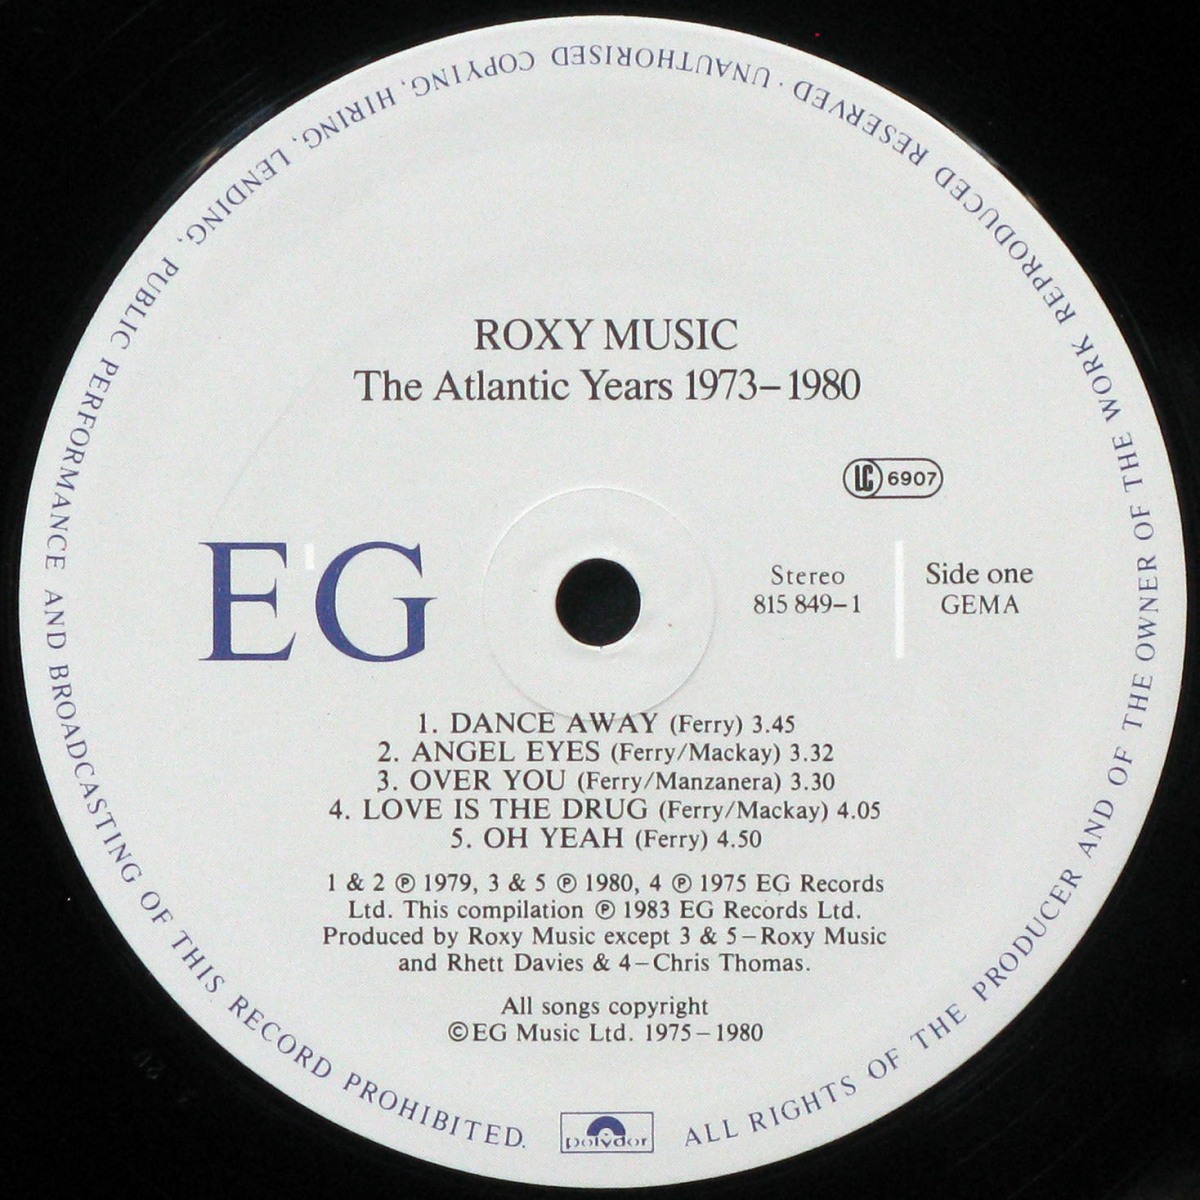 ROXY MUSIC
The Atlantic Years 1973–1980
LC 6907
E'G
Stereo
815 849–1
Side one
GEMA
1. DANCE AWAY (Ferry) 3.45
2. ANGEL EYES (Ferry/Mackay) 3.32
3. OVER YOU (Ferry/Manzanera) 3.30
4. LOVE IS THE DRUG (Ferry/Mackay) 4.05
5. OH YEAH (Ferry) 4.50
1 & 2 ℗ 1979, 3 & 5 ℗ 1980, 4 ℗ 1975 EG Records
Ltd. This compilation ℗ 1983 EG Records Ltd.
Produced by Roxy Music except 3 & 5–Roxy Music
and Rhett Davies & 4–Chris Thomas.
All songs copyright
©EG Music Ltd. 1975–1980
polydor
ALL RIGHTS OF THE PRODUCER AND OF THE OWNER OF THE WORK REPRODUCED RESERVED · UNAUTHORISED COPYING, HIRING, LENDING, PUBLIC PERFORMANCE AND BROADCASTING OF THIS RECORD PROHIBITED.